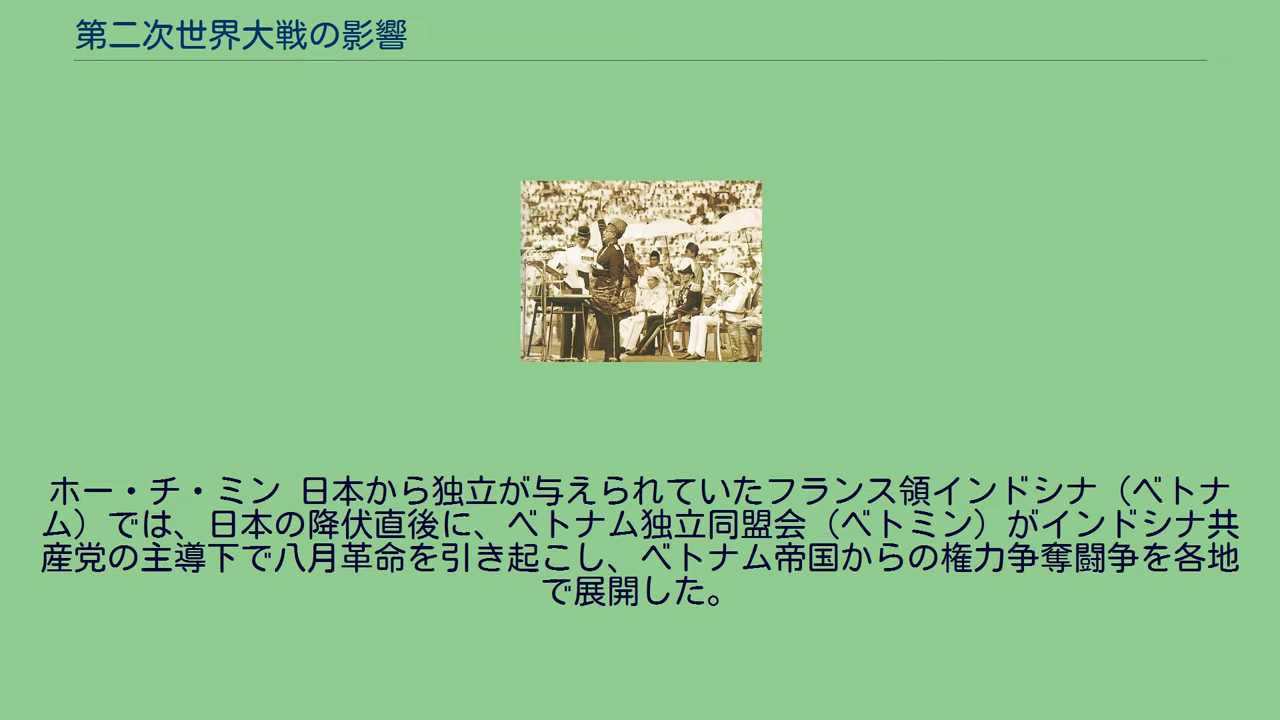 第二次世界大戦の影響
ホー・チ・ミン 日本から独立が与えられていたフランス領インドシナ（ベトナ
ム）では、日本の降伏直後に、ベトナム独立同盟会（ベトミン）がインドシナ共
産党の主導下で八月革命を引き起こし、ベトナム帝国からの権力争奪闘争を各地
で展開した。